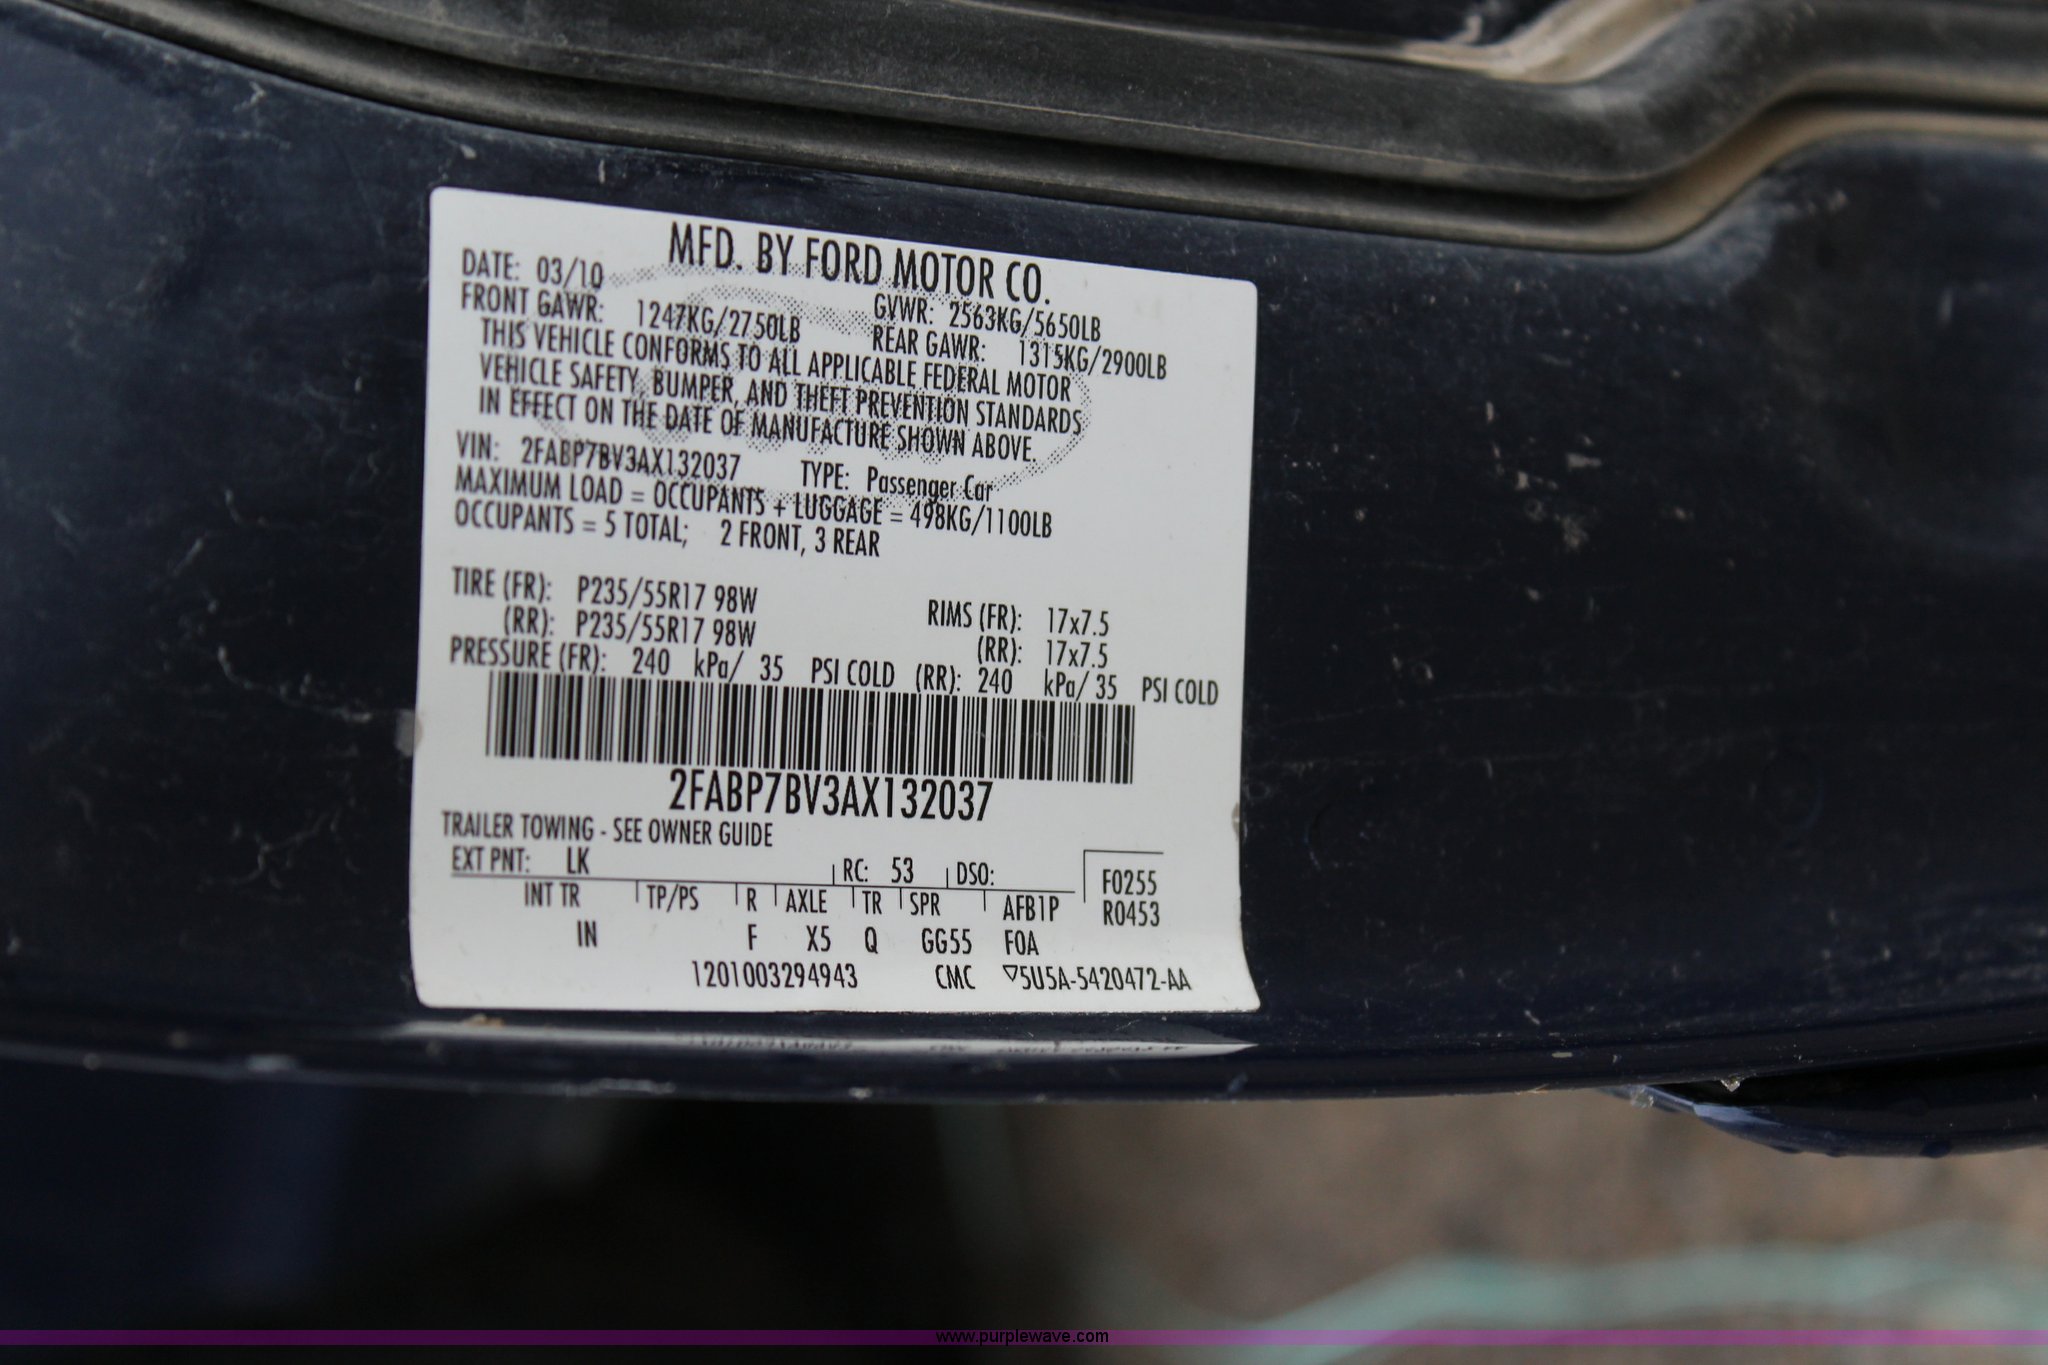 MFD. BY FORD MOTOR CO.
DATE: 03/10 GVWR: 2563KG/5650LB
FRONT GAWR: 1247KG/2750LB REAR GAWR: 1315KG/2900LB
THIS VEHICLE CONFORMS TO ALL APPLICABLE FEDERAL MOTOR
VEHICLE SAFETY, BUMPER, AND THEFT PREVENTION STANDARDS
IN EFFECT ON THE DATE OF MANUFACTURE SHOWN ABOVE.
VIN: 2FABP7BV3AX132037 TYPE: Passenger Car
MAXIMUM LOAD = OCCUPANTS + LUGGAGE = 498KG/1100LB
OCCUPANTS = 5 TOTAL; 2 FRONT, 3 REAR
TIRE (FR): P235/55R17 98W RIMS (FR): 17x7.5
(RR): P235/55R17 98W (RR): 17x7.5
PRESSURE (FR): 240 kPa/ 35 PSI COLD (RR): 240 kPa/ 35 PSI COLD
2FABP7BV3AX132037
TRAILER TOWING - SEE OWNER GUIDE
EXT PNT: LK RC: 53 DSO: F0255
INT TR TP/PS R AXLE TR SPR AFB1P R0453
IN F X5 Q GG55 FOA
1201003294943 CMC ▽5U5A-5420472-AA
www.purplewave.com